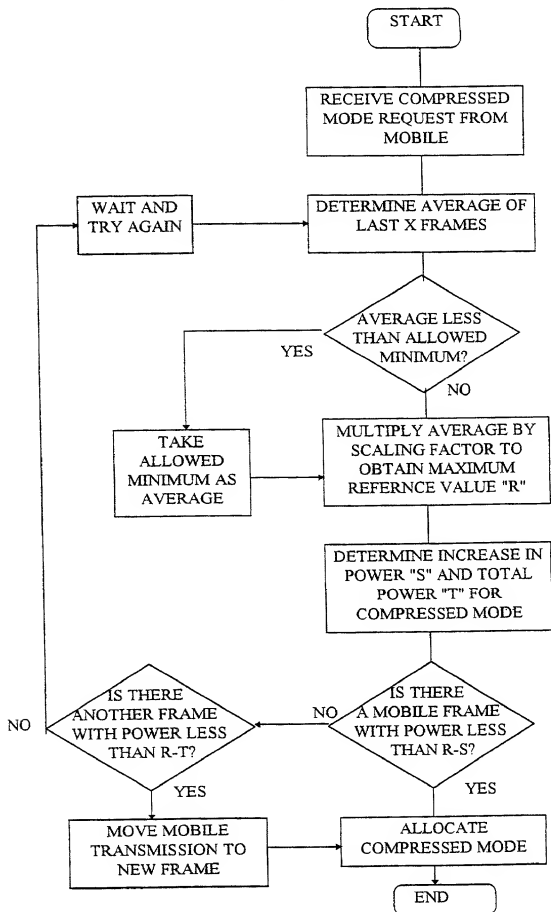 START
RECEIVE COMPRESSED
MODE REQUEST FROM
MOBILE
WAIT AND
TRY AGAIN
DETERMINE AVERAGE OF
LAST X FRAMES
AVERAGE LESS
THAN ALLOWED
MINIMUM?
YES
NO
TAKE
ALLOWED
MINIMUM AS
AVERAGE
MULTIPLY AVERAGE BY
SCALING FACTOR TO
OBTAIN MAXIMUM
REFERNCE VALUE "R"
DETERMINE INCREASE IN
POWER "S" AND TOTAL
POWER "T" FOR
COMPRESSED MODE
IS THERE
A MOBILE FRAME
WITH POWER LESS
THAN R-S?
NO
YES
IS THERE
ANOTHER FRAME
WITH POWER LESS
THAN R-T?
NO
YES
MOVE MOBILE
TRANSMISSION TO
NEW FRAME
ALLOCATE
COMPRESSED MODE
END